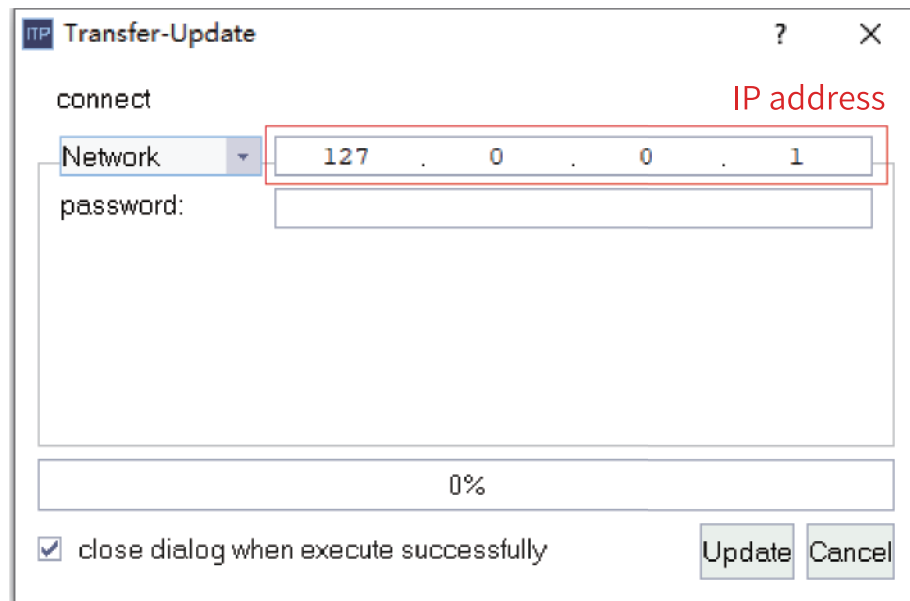 ITP Transfer-Update ? ×
connect IP address
Network 127 . 0 . 0 . 1
password:
0%
close dialog when execute successfully Update Cancel